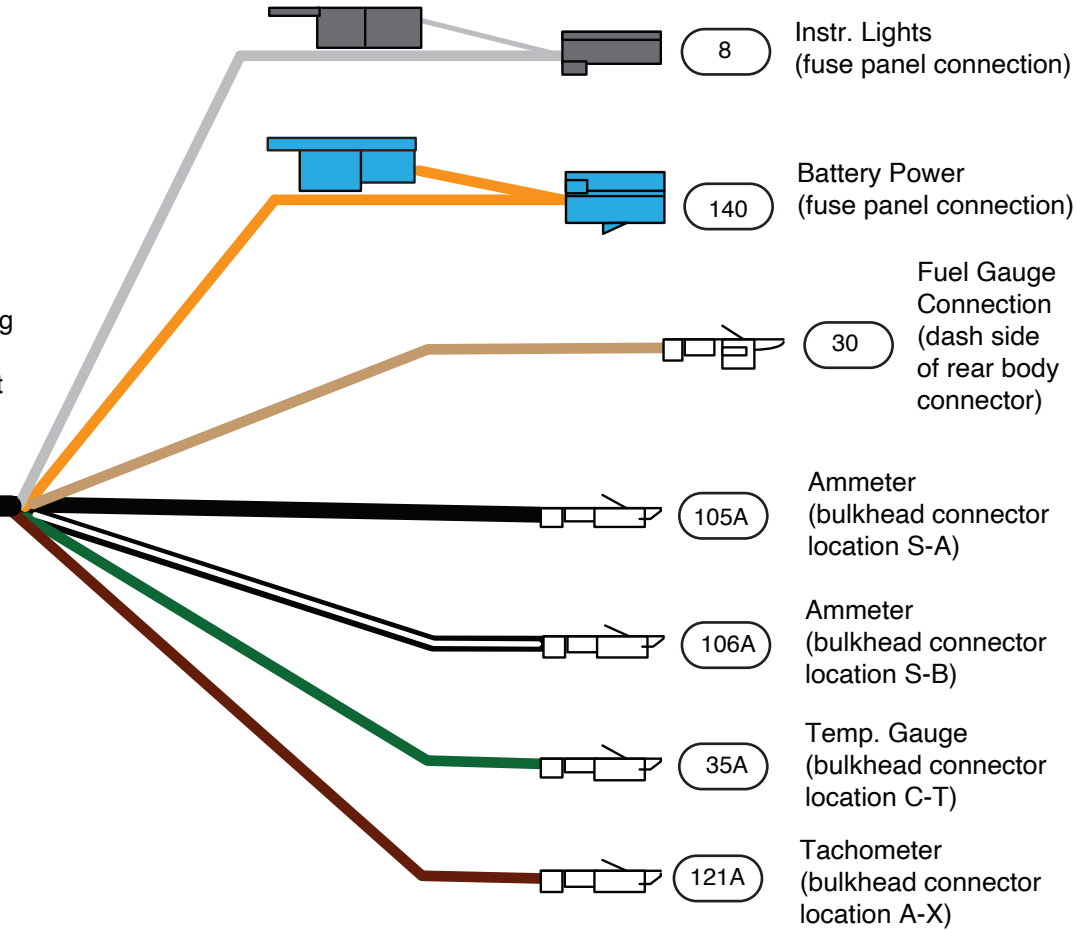 8
Instr. Lights
(fuse panel connection)
140
Battery Power
(fuse panel connection)
30
Fuel Gauge
Connection
(dash side
of rear body
connector)
g
t
105A
Ammeter
(bulkhead connector
location S-A)
106A
Ammeter
(bulkhead connector
location S-B)
35A
Temp. Gauge
(bulkhead connector
location C-T)
121A
Tachometer
(bulkhead connector
location A-X)